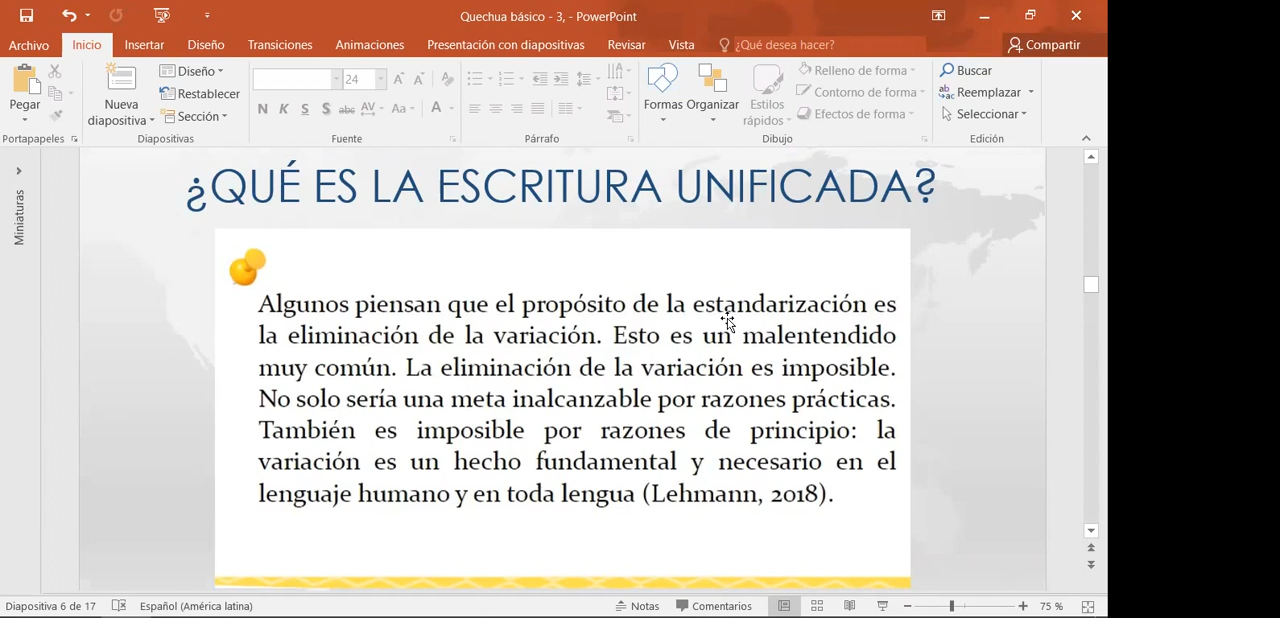 Quechua básico - 3, - PowerPoint
Archivo Inicio Insertar Diseño Transiciones Animaciones Presentación con diapositivas Revisar Vista ¿Qué desea hacer? Compartir
Pegar
Nueva diapositiva
Diseño
Restablecer
Sección
24
N K S S abc AV Aa A
Formas Organizar Estilos rápidos
Relleno de forma
Contorno de forma
Efectos de forma
Buscar
Reemplazar
Seleccionar
Portapapeles Diapositivas Fuente Párrafo Dibujo Edición
Miniaturas
¿QUÉ ES LA ESCRITURA UNIFICADA?
Algunos piensan que el propósito de la estandarización es
la eliminación de la variación. Esto es un malentendido
muy común. La eliminación de la variación es imposible.
No solo sería una meta inalcanzable por razones prácticas.
También es imposible por razones de principio: la
variación es un hecho fundamental y necesario en el
lenguaje humano y en toda lengua (Lehmann, 2018).
Diapositiva 6 de 17 Español (América latina) Notas Comentarios 75 %